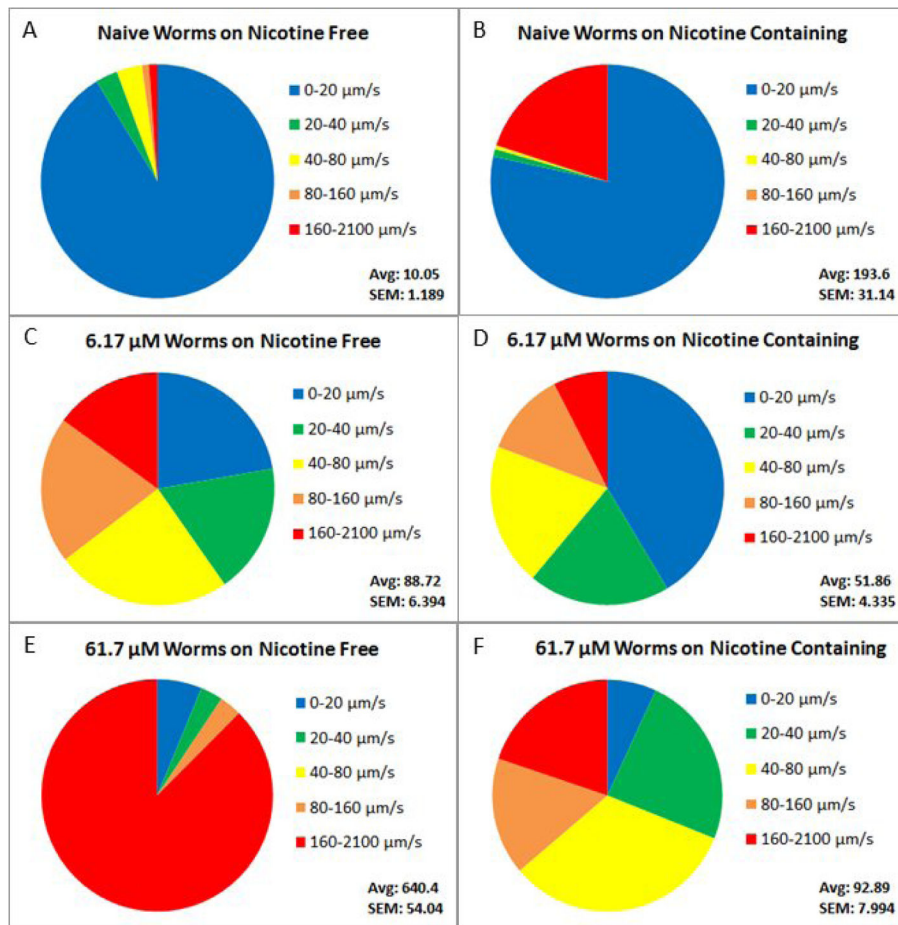 A
Naive Worms on Nicotine Free
0-20 µm/s
20-40 µm/s
40-80 µm/s
80-160 µm/s
160-2100 µm/s
Avg: 10.05
SEM: 1.189
B
Naive Worms on Nicotine Containing
0-20 µm/s
20-40 µm/s
40-80 µm/s
80-160 µm/s
160-2100 µm/s
Avg: 193.6
SEM: 31.14
C
6.17 µM Worms on Nicotine Free
0-20 µm/s
20-40 µm/s
40-80 µm/s
80-160 µm/s
160-2100 µm/s
Avg: 88.72
SEM: 6.394
D
6.17 µM Worms on Nicotine Containing
0-20 µm/s
20-40 µm/s
40-80 µm/s
80-160 µm/s
160-2100 µm/s
Avg: 51.86
SEM: 4.335
E
61.7 µM Worms on Nicotine Free
0-20 µm/s
20-40 µm/s
40-80 µm/s
80-160 µm/s
160-2100 µm/s
Avg: 640.4
SEM: 54.04
F
61.7 µM Worms on Nicotine Containing
0-20 µm/s
20-40 µm/s
40-80 µm/s
80-160 µm/s
160-2100 µm/s
Avg: 92.89
SEM: 7.994